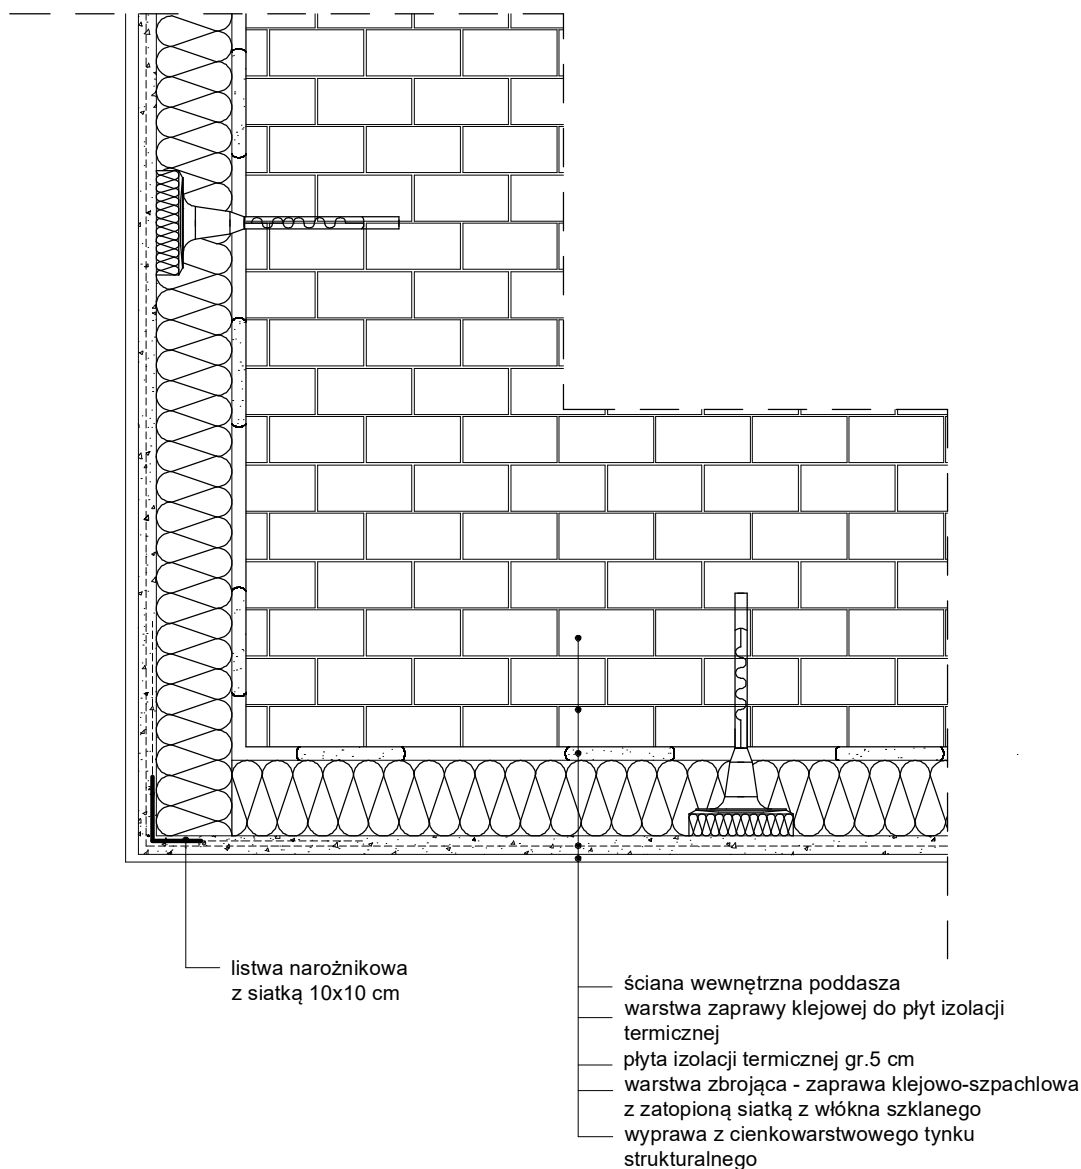 listwa narożnikowa
z siatką 10x10 cm
ściana wewnętrzna poddasza
warstwa zaprawy klejowej do płyt izolacji
termicznej
płyta izolacji termicznej gr.5 cm
warstwa zbrojąca - zaprawa klejowo-szpachlowa
z zatopioną siatką z włókna szklanego
wyprawa z cienkowarstwowego tynku
strukturalnego